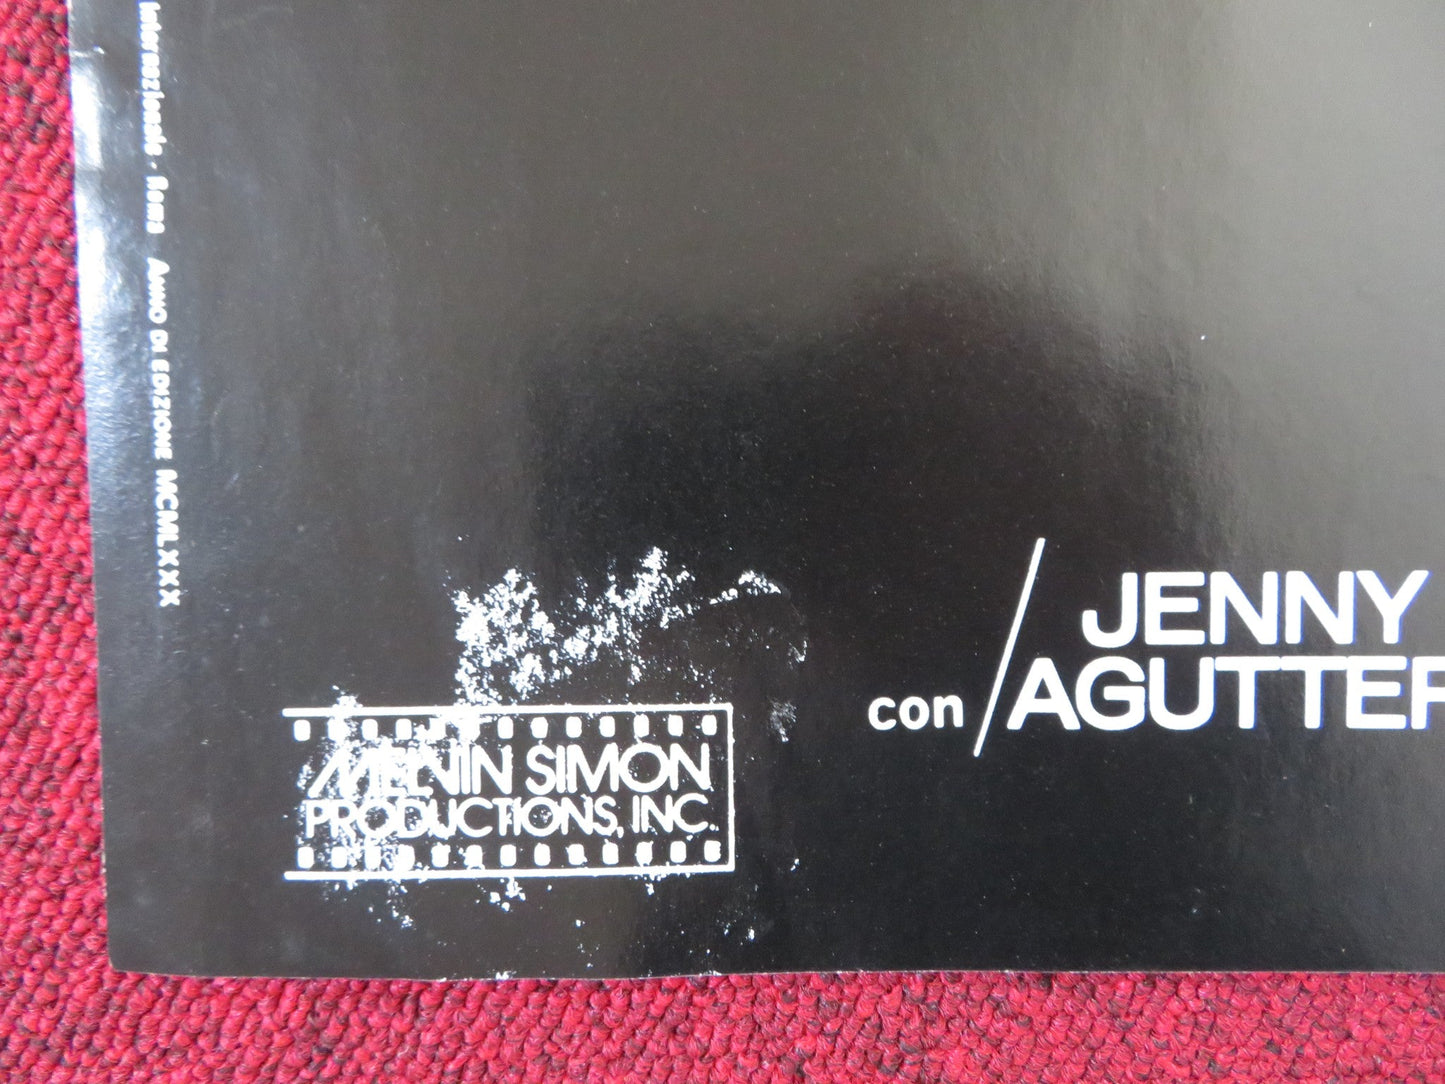 Internazionale · Roma Anno di edizione MCMLXXX
MELVIN SIMON
PRODUCTIONS, INC.
con
JENNY
AGUTTER